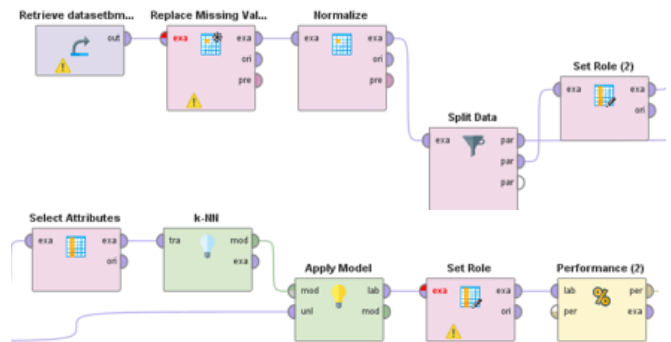 Retrieve datasetbm...
out
Replace Missing Val...
exa exa
ori
pre
Normalize
exa exa
ori
pre
Split Data
exa par
par
par
Set Role (2)
exa exa
ori
Select Attributes
exa exa
ori
k-NN
tra mod
exa
Apply Model
mod lab
unl mod
Set Role
exa exa
ori
Performance (2)
%
lab per
per exa